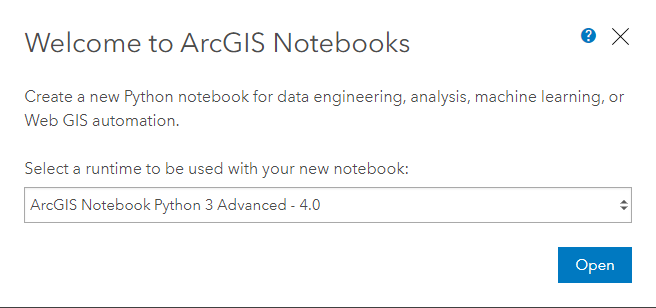 Welcome to ArcGIS Notebooks
?
Create a new Python notebook for data engineering, analysis, machine learning, or
Web GIS automation.
Select a runtime to be used with your new notebook:
ArcGIS Notebook Python 3 Advanced - 4.0
Open